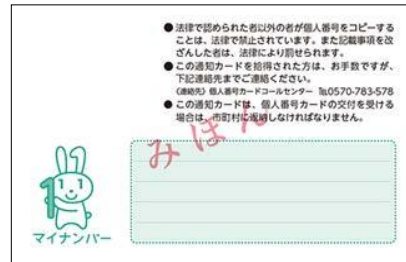 ●法律で認められた者以外の者が個人番号をコピーする
ことは、法律で禁止されています。また記載事項を改
ざんした者は、法律により罰せられます。
●この通知カードを拾得された方は、お手数ですが、
下記連絡先までご連絡ください。
《連絡先》個人番号カードコールセンター ℡0570-783-578
●この通知カードは、個人番号カードの交付を受ける
場合は、市町村に返納しなければなりません。
みほん
1
マイナンバー